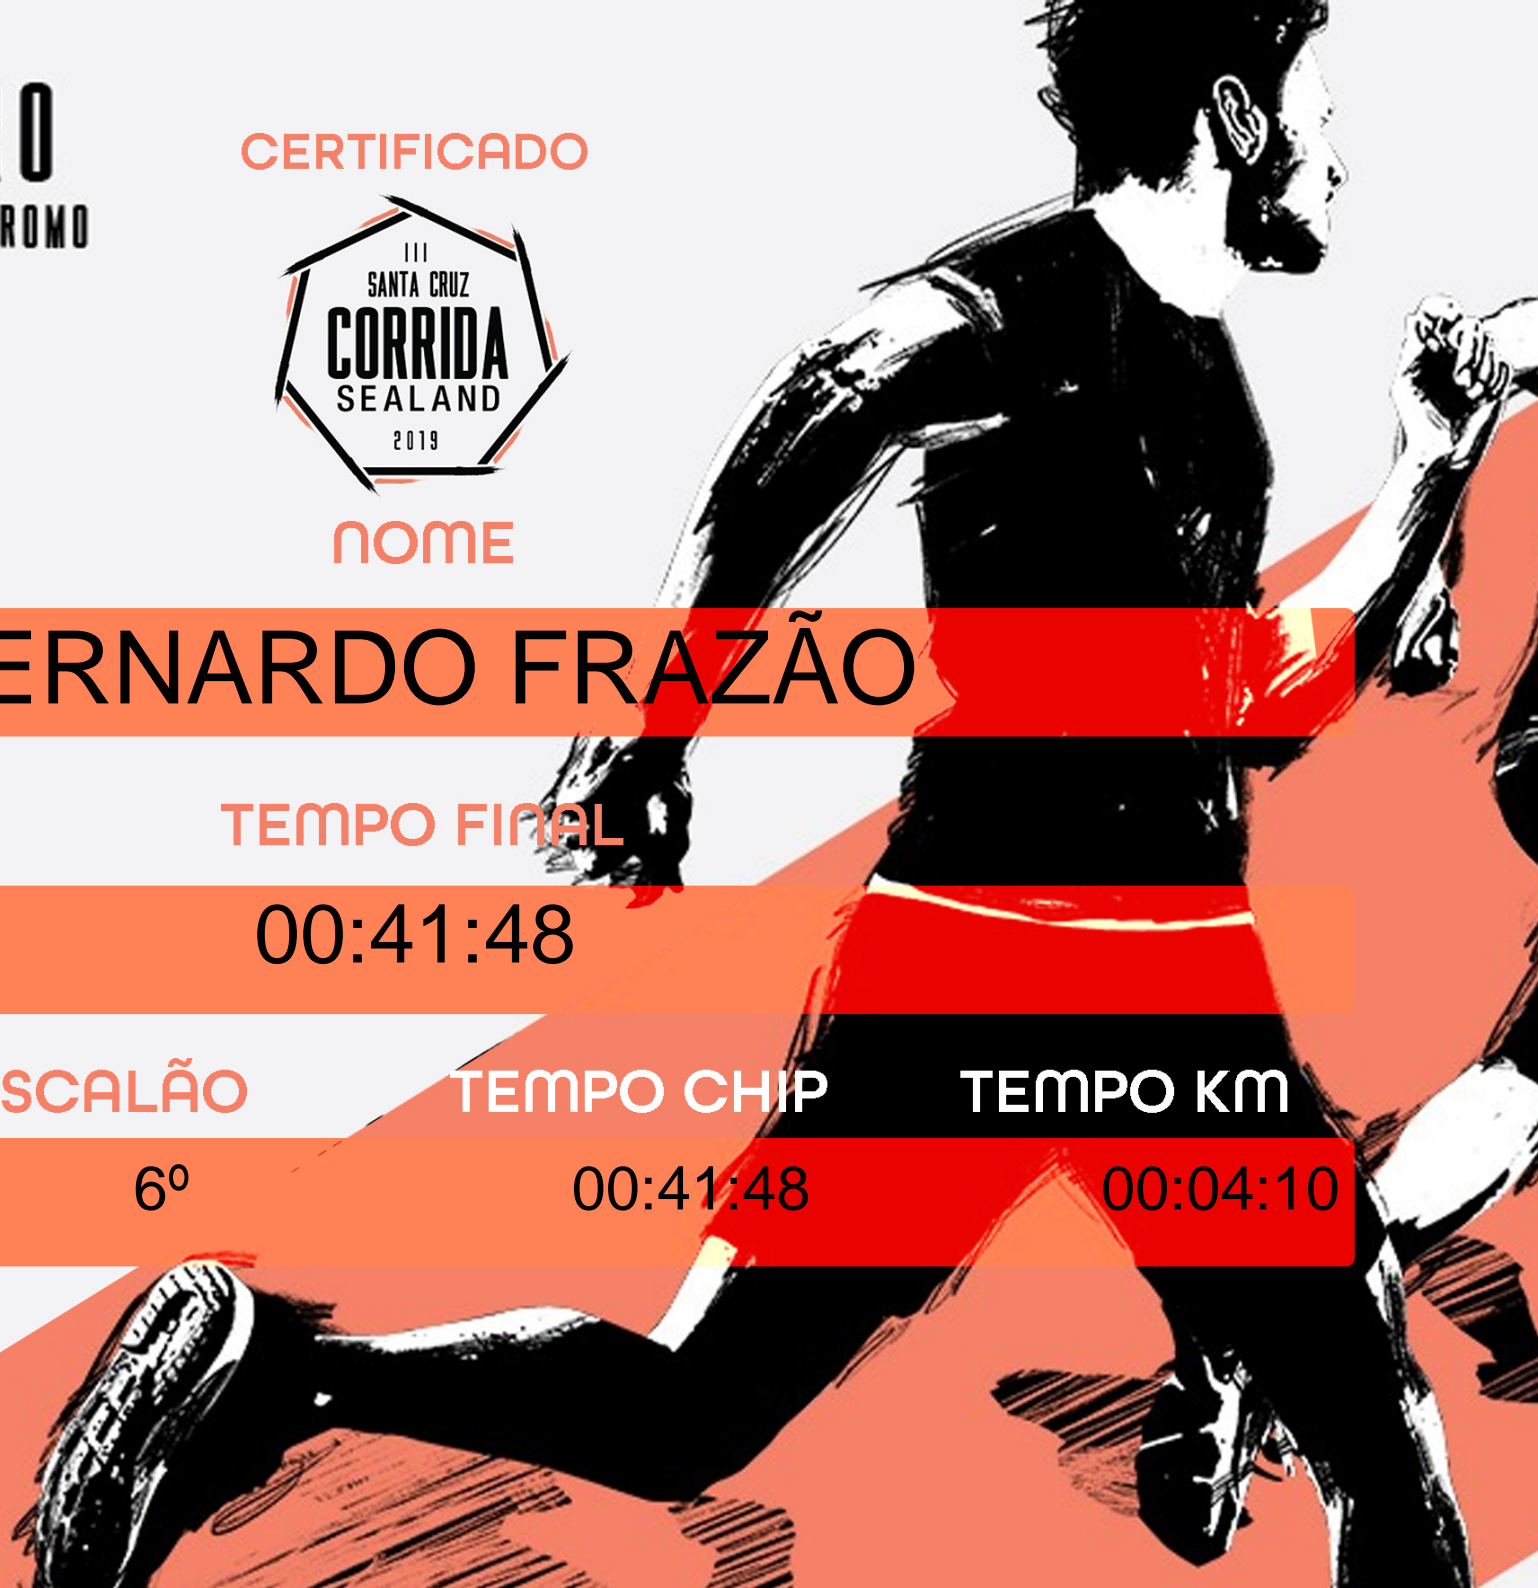 O
ROMO
CERTIFICADO
III
SANTA CRUZ
CORRIDA
SEALAND
2019
NOME
ERNARDO FRAZÃO
TEMPO FINAL
00:41:48
SCALÃO TEMPO CHIP TEMPO KM
6º 00:41:48 00:04:10